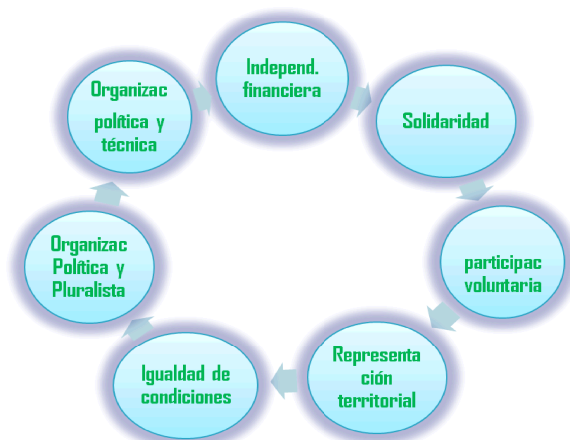 Independ.
financiera
Solidaridad
participac
voluntaria
Representa
ción
territorial
Igualdad de
condiciones
Organizac
Política y
Pluralista
Organizac
política y
técnica